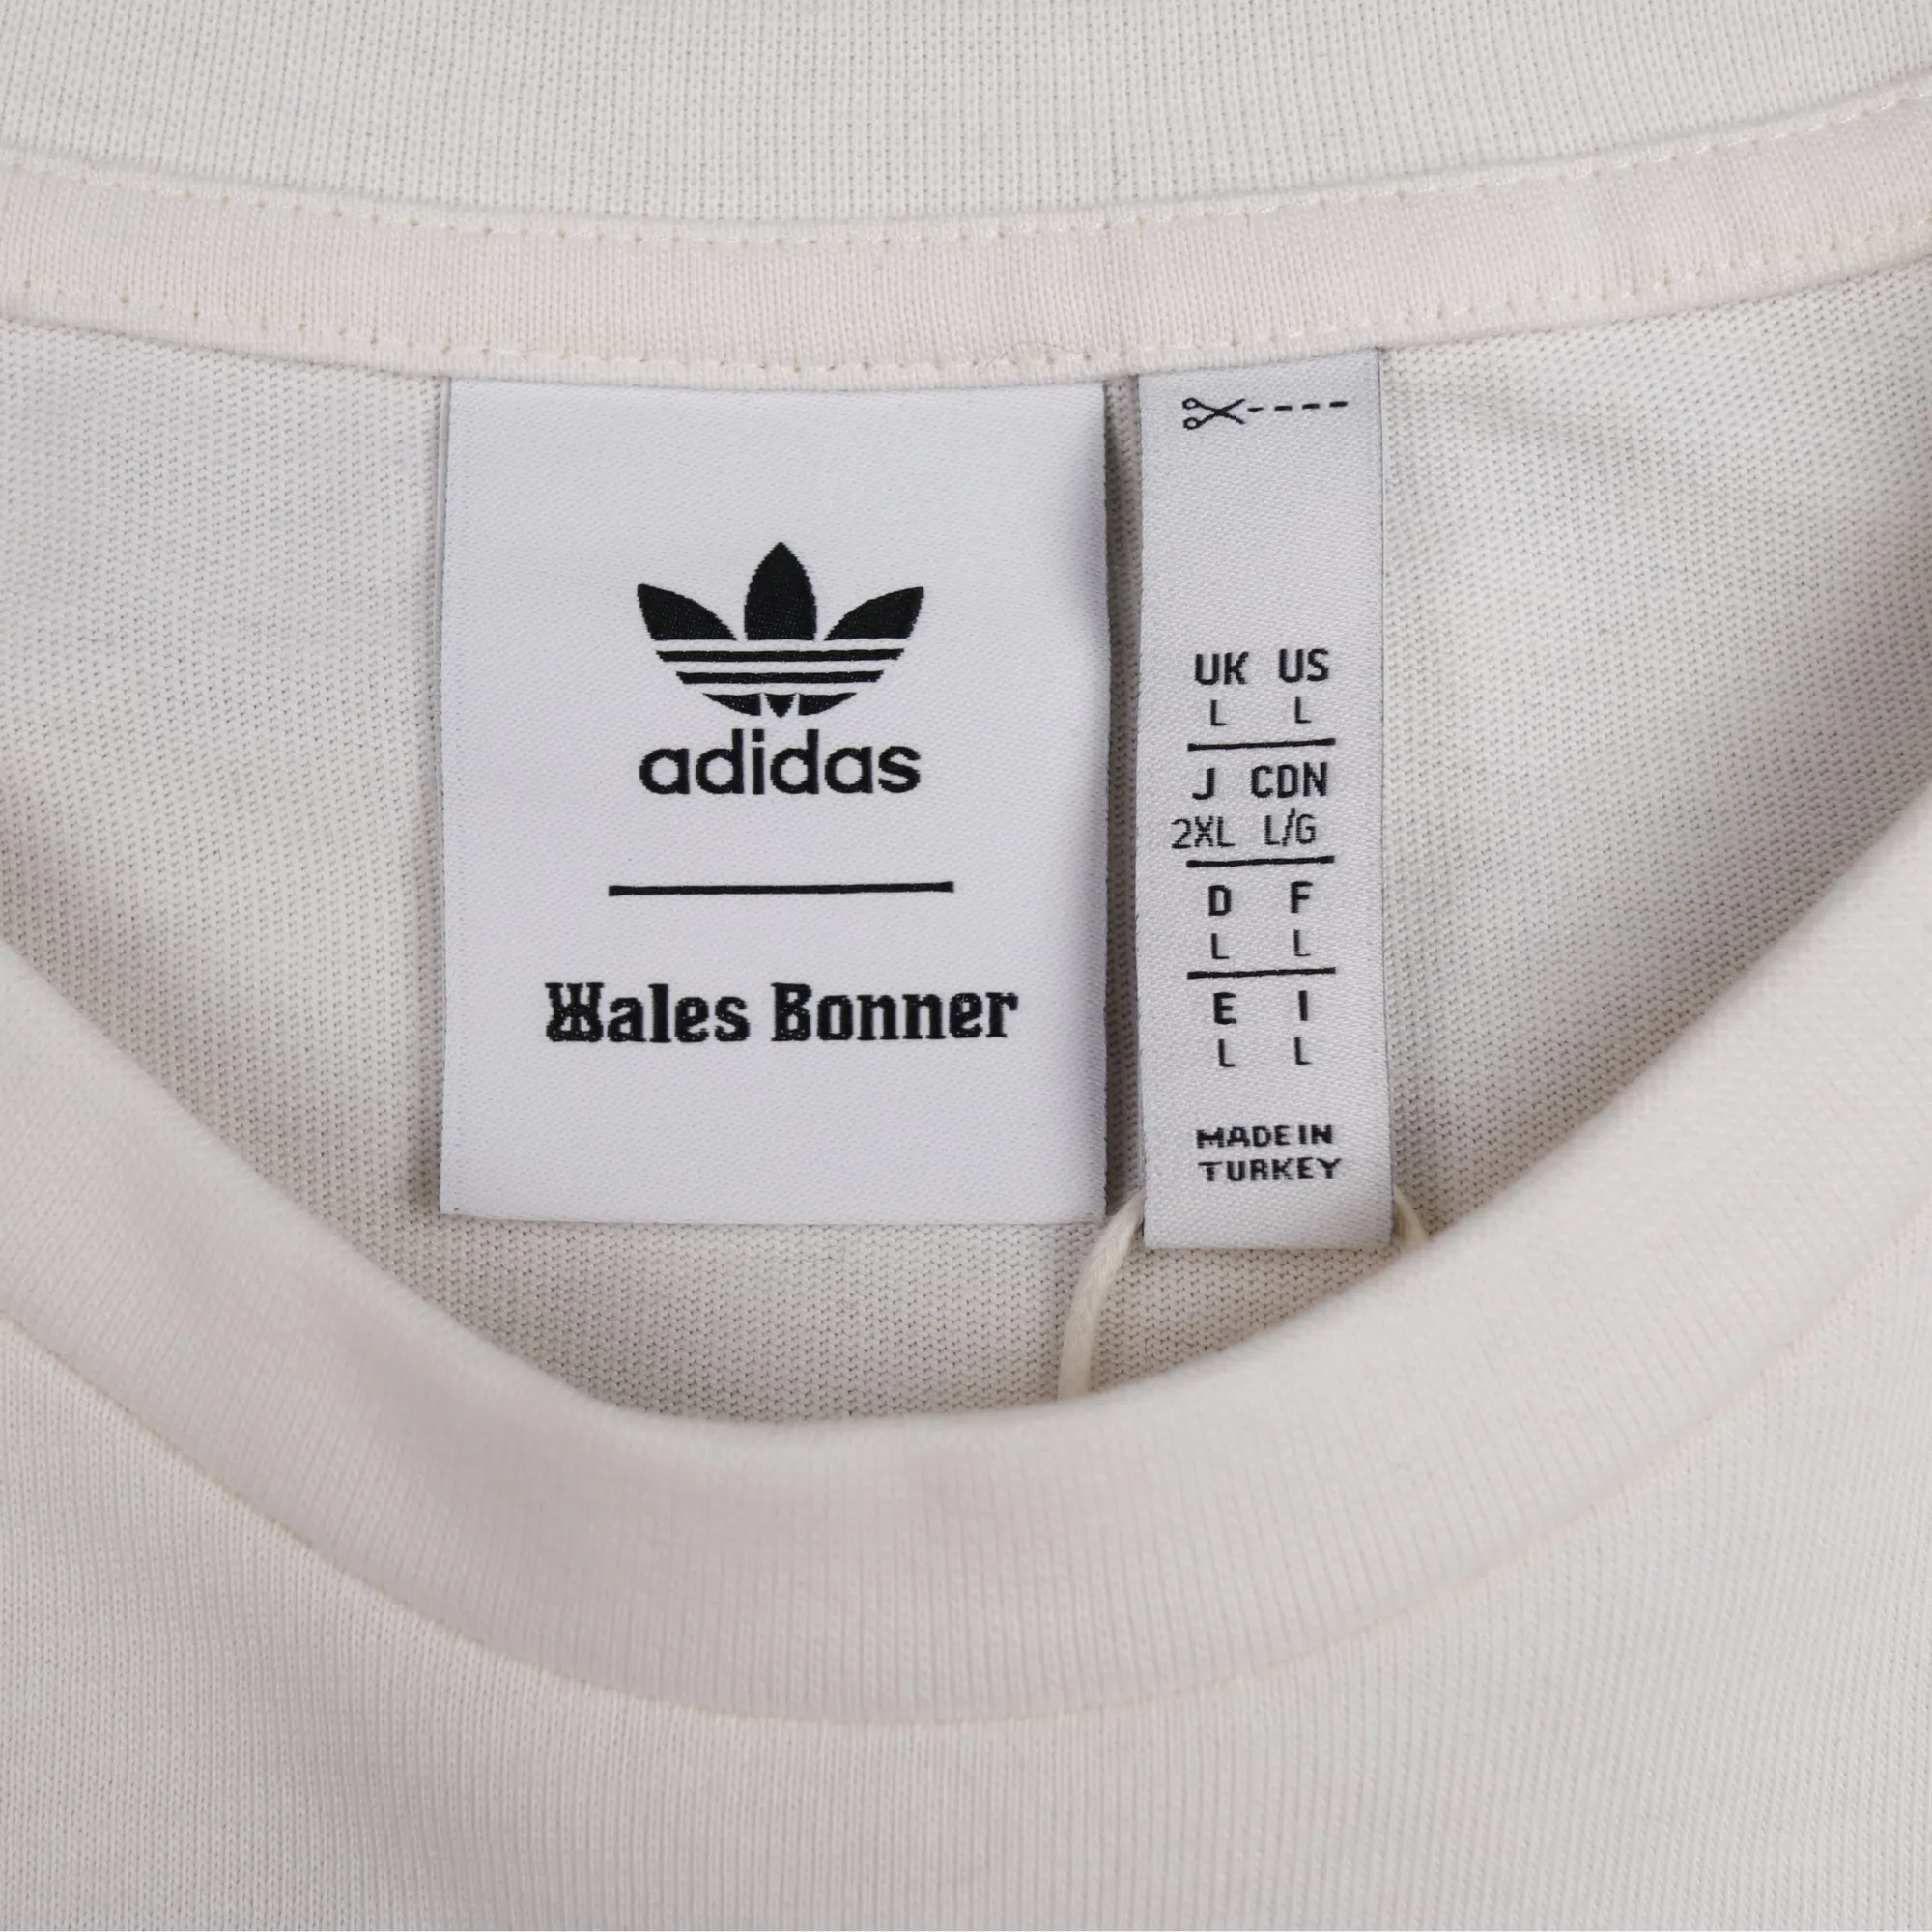 adidas
Wales Bonner
UK US
L L
J CDN
2XL L/G
D F
L L
E I
L L
MADE IN
TURKEY